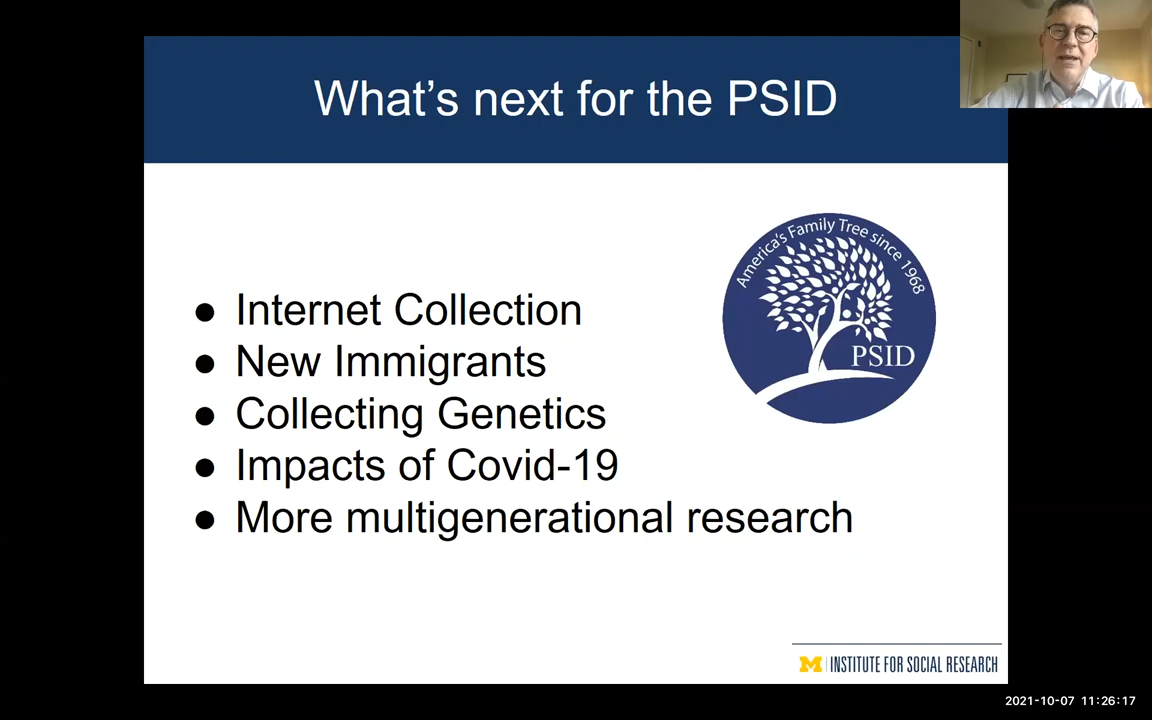 What's next for the PSID
America's Family Tree since 1968
PSID
● Internet Collection
● New Immigrants
● Collecting Genetics
● Impacts of Covid-19
● More multigenerational research
M INSTITUTE FOR SOCIAL RESEARCH
2021-10-07 11:26:17